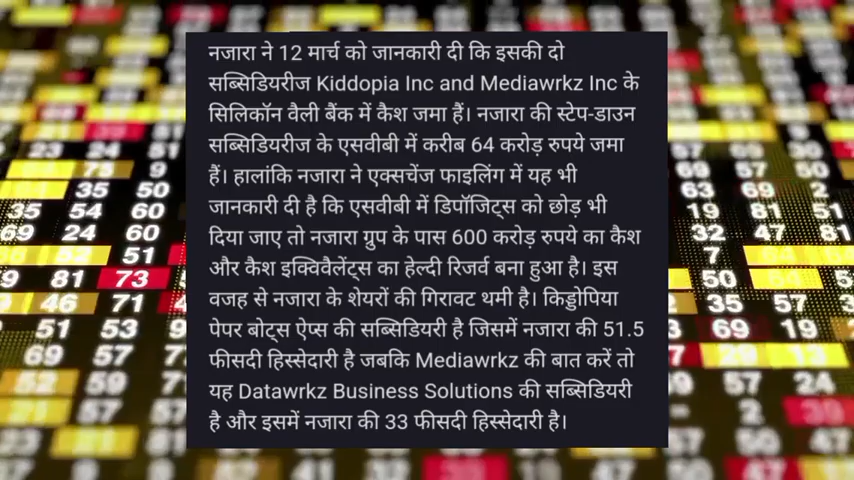 नजारा ने 12 मार्च को जानकारी दी कि इसकी दो
सब्सिडियरीज Kiddopia Inc and Mediawrkz Inc के
सिलिकॉन वैली बैंक में कैश जमा हैं। नजारा की स्टेप-डाउन
सब्सिडियरीज के एसवीबी में करीब 64 करोड़ रुपये जमा
हैं। हालांकि नजारा ने एक्सचेंज फाइलिंग में यह भी
जानकारी दी है कि एसवीबी में डिपॉजिट्स को छोड़ भी
दिया जाए तो नजारा ग्रुप के पास 600 करोड़ रुपये का कैश
और कैश इक्विवैलेंट्स का हेल्दी रिजर्व बना हुआ है। इस
वजह से नजारा के शेयरों की गिरावट थमी है। किड्डोपिया
पेपर बोट्स ऐप्स की सब्सिडियरी है जिसमें नजारा की 51.5
फीसदी हिस्सेदारी है जबकि Mediawrkz की बात करें तो
यह Datawrkz Business Solutions की सब्सिडियरी
है और इसमें नजारा की 33 फीसदी हिस्सेदारी है।